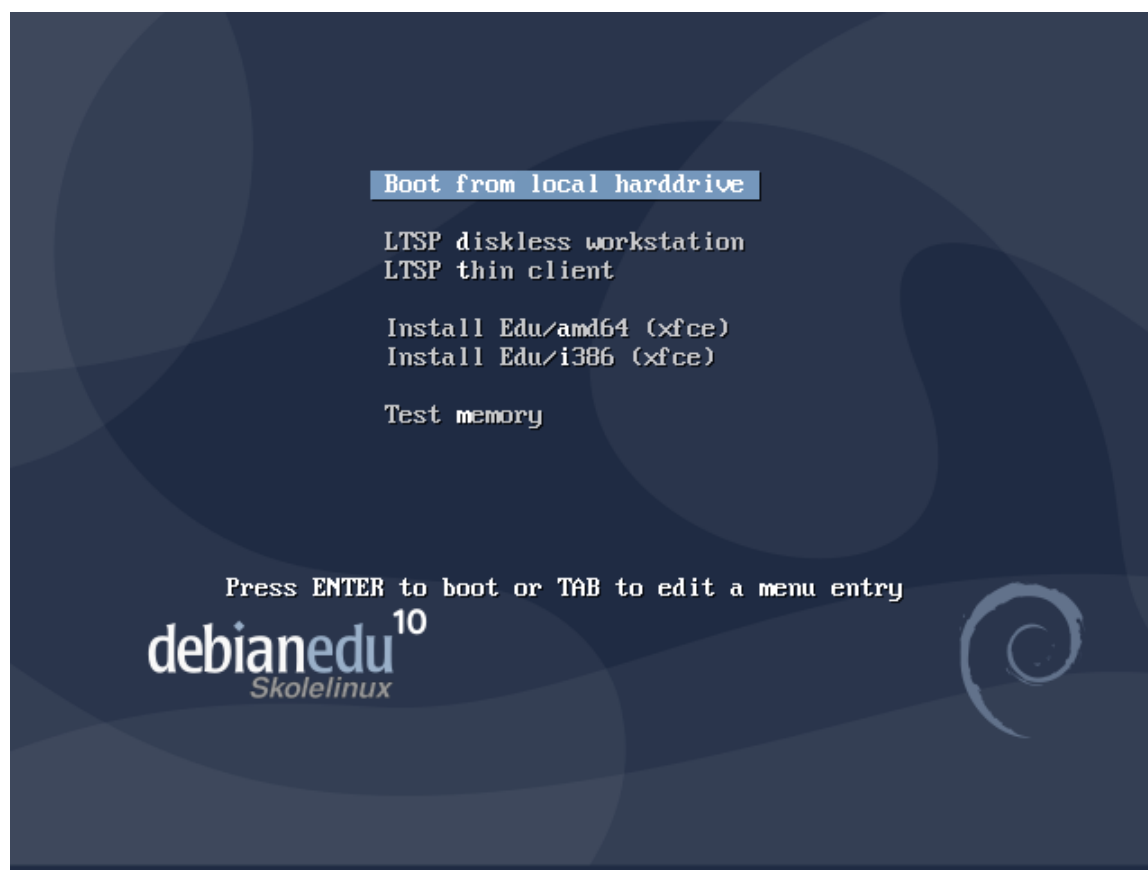 Boot from local harddrive
LTSP diskless workstation
LTSP thin client
Install Edu/amd64 (xfce)
Install Edu/i386 (xfce)
Test memory
Press ENTER to boot or TAB to edit a menu entry
debianedu 10
Skolelinux